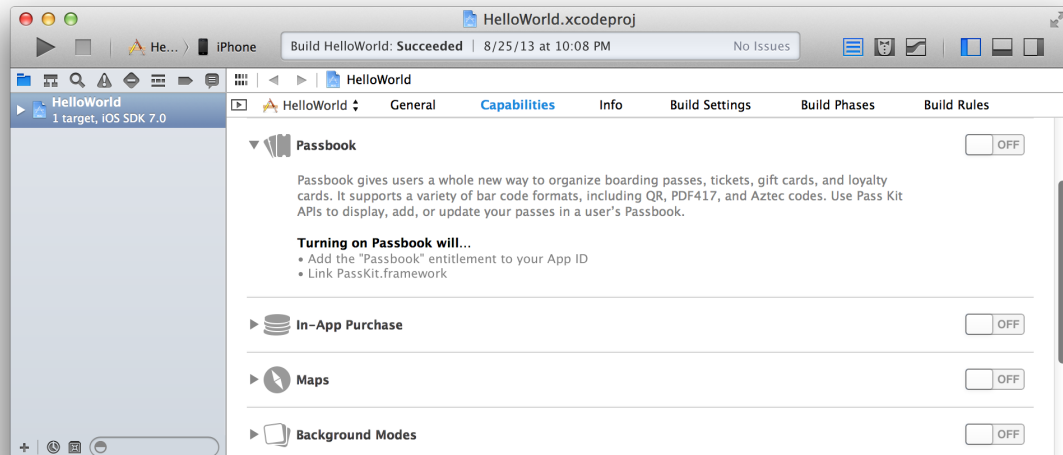 HelloWorld.xcodeproj
He... iPhone
Build HelloWorld: Succeeded | 8/25/13 at 10:08 PM No Issues
HelloWorld
HelloWorld
1 target, iOS SDK 7.0
HelloWorld General Capabilities Info Build Settings Build Phases Build Rules
Passbook OFF
Passbook gives users a whole new way to organize boarding passes, tickets, gift cards, and loyalty
cards. It supports a variety of bar code formats, including QR, PDF417, and Aztec codes. Use Pass Kit
APIs to display, add, or update your passes in a user's Passbook.
Turning on Passbook will...
• Add the "Passbook" entitlement to your App ID
• Link PassKit.framework
In-App Purchase OFF
Maps OFF
Background Modes OFF